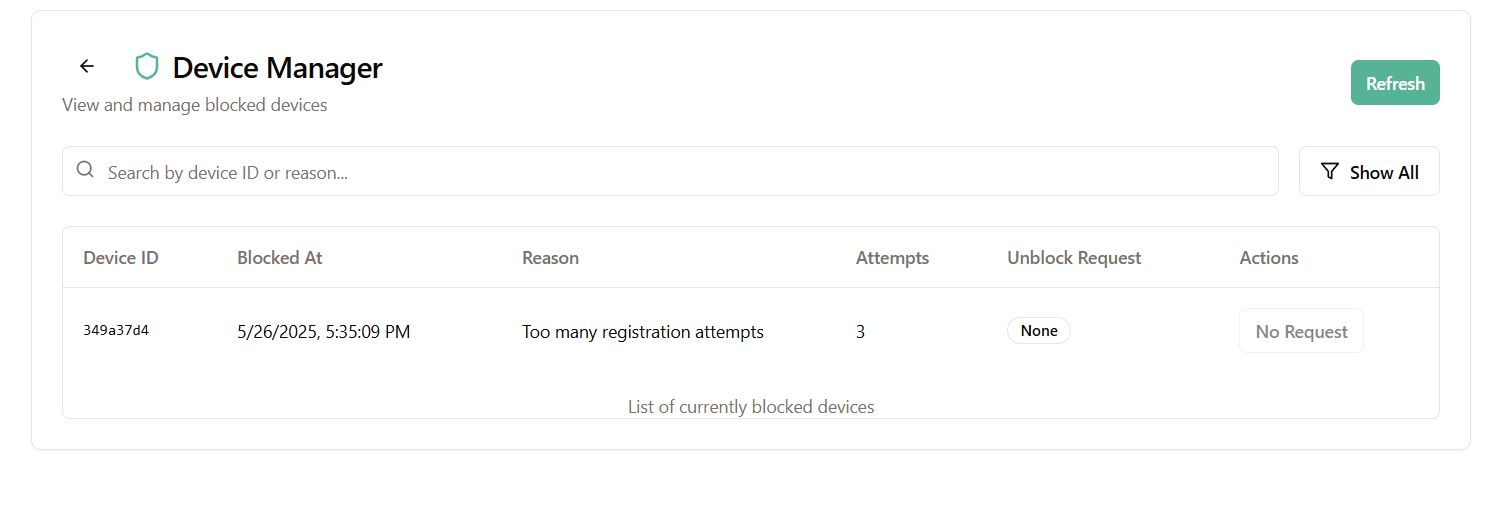 Device Manager
View and manage blocked devices
Refresh
Search by device ID or reason...
Show All
Device ID Blocked At Reason Attempts Unblock Request Actions
349a37d4 5/26/2025, 5:35:09 PM Too many registration attempts 3 None No Request
List of currently blocked devices